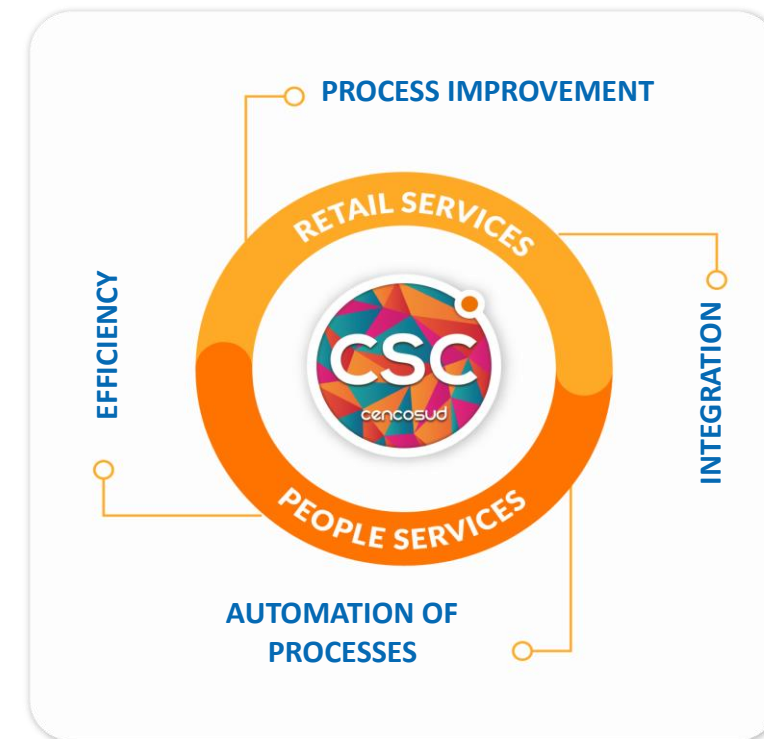 PROCESS IMPROVEMENT
RETAIL SERVICES
EFFICIENCY
CSC
cencosud
INTEGRATION
PEOPLE SERVICES
AUTOMATION OF
PROCESSES